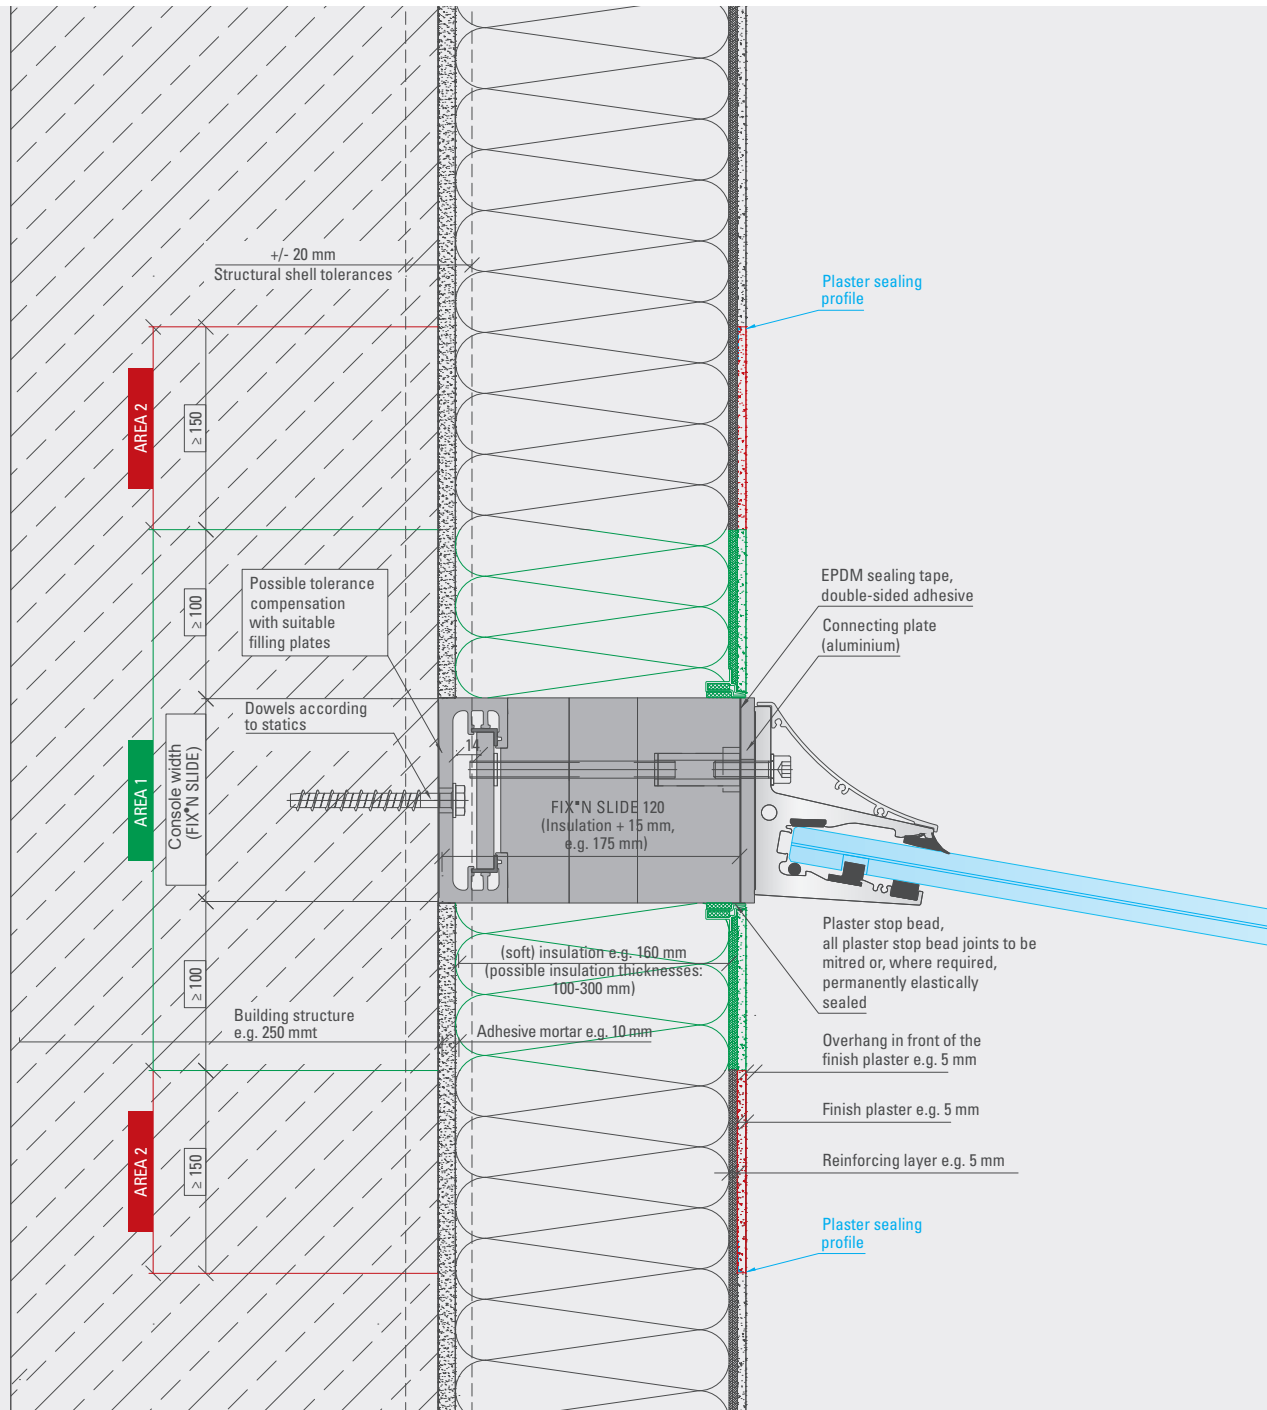 +/- 20 mm
Structural shell tolerances
Plaster sealing
profile
AREA 2
≥ 150
Possible tolerance
compensation
with suitable
filling plates
≥ 100
EPDM sealing tape,
double-sided adhesive
Connecting plate
(aluminium)
Dowels according
to statics
14
AREA 1
Console width
(FIX*N SLIDE)
FIX*N SLIDE 120
(Insulation + 15 mm,
e.g. 175 mm)
Plaster stop bead,
all plaster stop bead joints to be
mitred or, where required,
permanently elastically
sealed
(soft) insulation e.g. 160 mm
(possible insulation thicknesses:
100-300 mm)
≥ 100
Building structure
e.g. 250 mmt
Adhesive mortar e.g. 10 mm
Overhang in front of the
finish plaster e.g. 5 mm
Finish plaster e.g. 5 mm
AREA 2
≥ 150
Reinforcing layer e.g. 5 mm
Plaster sealing
profile